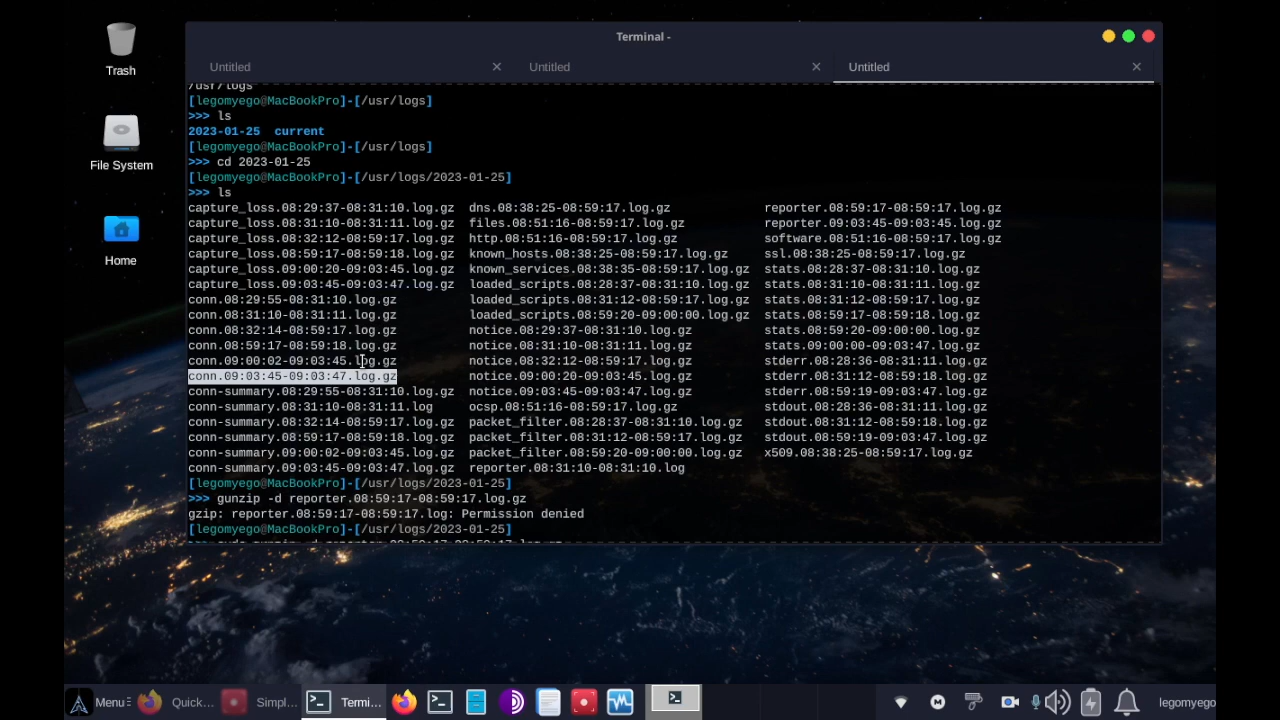 Trash
File System
Home
Terminal -
Untitled
Untitled
Untitled
/usr/logs
[legomyego@MacBookPro]-[/usr/logs]
>>> ls
2023-01-25  current
[legomyego@MacBookPro]-[/usr/logs]
>>> cd 2023-01-25
[legomyego@MacBookPro]-[/usr/logs/2023-01-25]
>>> ls
capture_loss.08:29:37-08:31:10.log.gz  dns.08:38:25-08:59:17.log.gz  reporter.08:59:17-08:59:17.log.gz
capture_loss.08:31:10-08:31:11.log.gz  files.08:51:16-08:59:17.log.gz  reporter.09:03:45-09:03:45.log.gz
capture_loss.08:32:12-08:59:17.log.gz  http.08:51:16-08:59:17.log.gz  software.08:51:16-08:59:17.log.gz
capture_loss.08:59:17-08:59:18.log.gz  known_hosts.08:38:25-08:59:17.log.gz  ssl.08:38:25-08:59:17.log.gz
capture_loss.09:00:20-09:03:45.log.gz  known_services.08:38:35-08:59:17.log.gz  stats.08:28:37-08:31:10.log.gz
capture_loss.09:03:45-09:03:47.log.gz  loaded_scripts.08:28:37-08:31:10.log.gz  stats.08:31:10-08:31:11.log.gz
conn.08:29:55-08:31:10.log.gz  loaded_scripts.08:31:12-08:59:17.log.gz  stats.08:31:12-08:59:17.log.gz
conn.08:31:10-08:31:11.log.gz  loaded_scripts.08:59:20-09:00:00.log.gz  stats.08:59:17-08:59:18.log.gz
conn.08:32:14-08:59:17.log.gz  notice.08:29:37-08:31:10.log.gz  stats.08:59:20-09:00:00.log.gz
conn.08:59:17-08:59:18.log.gz  notice.08:31:10-08:31:11.log.gz  stats.09:00:00-09:03:47.log.gz
conn.09:00:02-09:03:45.log.gz  notice.08:32:12-08:59:17.log.gz  stderr.08:28:36-08:31:11.log.gz
conn.09:03:45-09:03:47.log.gz  notice.09:00:20-09:03:45.log.gz  stderr.08:31:12-08:59:18.log.gz
conn-summary.08:29:55-08:31:10.log.gz  notice.09:03:45-09:03:47.log.gz  stderr.08:59:19-09:03:47.log.gz
conn-summary.08:31:10-08:31:11.log  ocsp.08:51:16-08:59:17.log.gz  stdout.08:28:36-08:31:11.log.gz
conn-summary.08:32:14-08:59:17.log.gz  packet_filter.08:28:37-08:31:10.log.gz  stdout.08:31:12-08:59:18.log.gz
conn-summary.08:59:17-08:59:18.log.gz  packet_filter.08:31:12-08:59:17.log.gz  stdout.08:59:19-09:03:47.log.gz
conn-summary.09:00:02-09:03:45.log.gz  packet_filter.08:59:20-09:00:00.log.gz  x509.08:38:25-08:59:17.log.gz
conn-summary.09:03:45-09:03:47.log.gz  reporter.08:31:10-08:31:10.log
[legomyego@MacBookPro]-[/usr/logs/2023-01-25]
>>> gunzip -d reporter.08:59:17-08:59:17.log.gz
gzip: reporter.08:59:17-08:59:17.log: Permission denied
[legomyego@MacBookPro]-[/usr/logs/2023-01-25]
Menu  Quick...  Simpl...  Termi...  legomyego